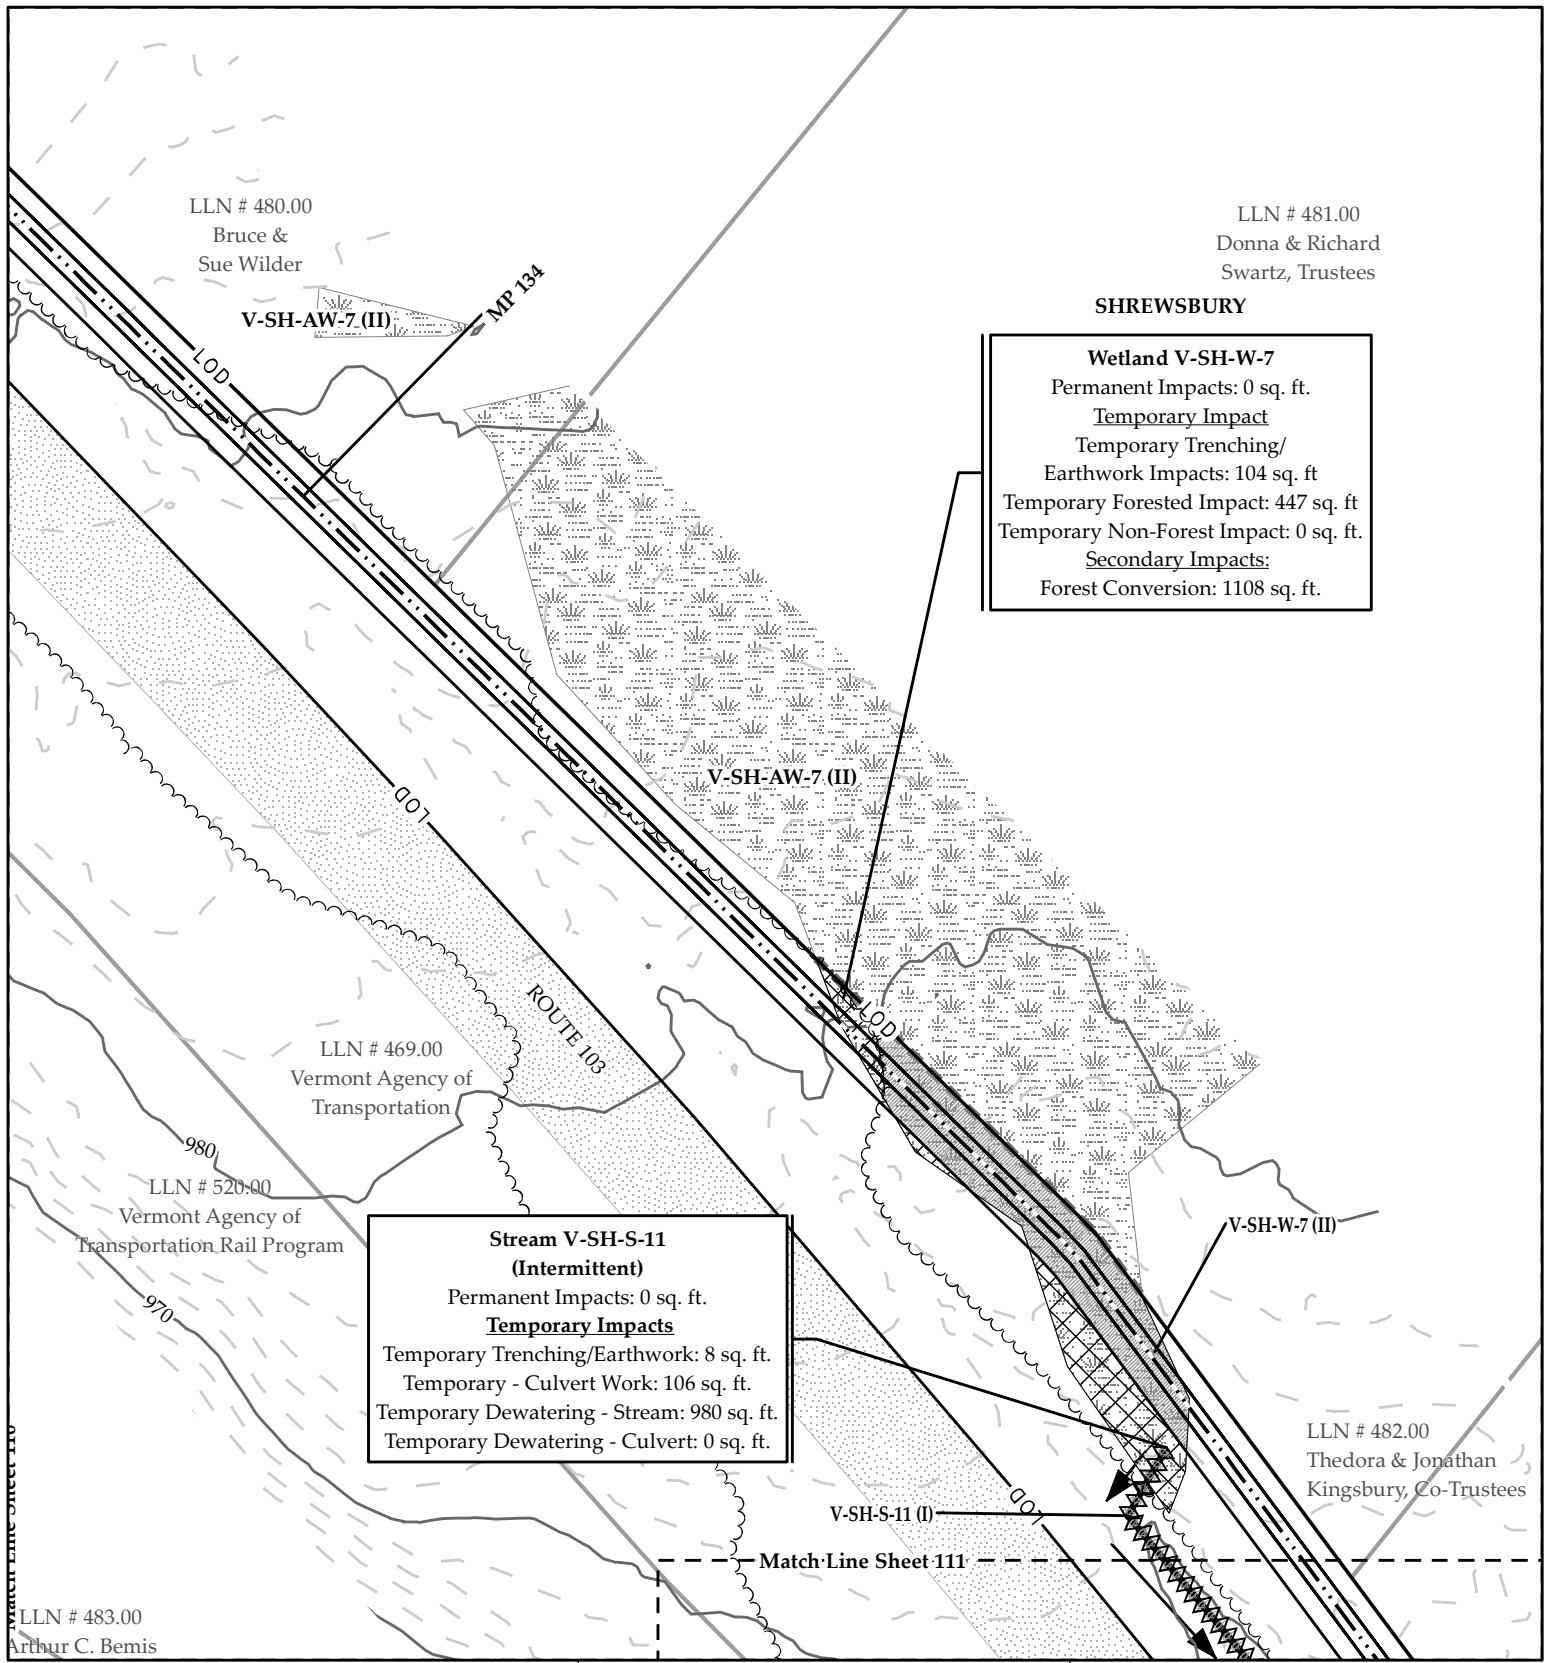 LLN # 480.00
Bruce &
Sue Wilder
LLN # 481.00
Donna & Richard
Swartz, Trustees
SHREWSBURY
MP 134
V-SH-AW-7 (II)
LOD
Wetland V-SH-W-7
Permanent Impacts: 0 sq. ft.
Temporary Impact
Temporary Trenching/
Earthwork Impacts: 104 sq. ft
Temporary Forested Impact: 447 sq. ft
Temporary Non-Forest Impact: 0 sq. ft.
Secondary Impacts:
Forest Conversion: 1108 sq. ft.
V-SH-AW-7 (II)
LOD
LOD
ROUTE 103
LLN # 469.00
Vermont Agency of
Transportation
980
LLN # 520.00
Vermont Agency of
Transportation Rail Program
970
V-SH-W-7 (II)
Stream V-SH-S-11
(Intermittent)
Permanent Impacts: 0 sq. ft.
Temporary Impacts
Temporary Trenching/Earthwork: 8 sq. ft.
Temporary - Culvert Work: 106 sq. ft.
Temporary Dewatering - Stream: 980 sq. ft.
Temporary Dewatering - Culvert: 0 sq. ft.
LLN # 482.00
Thedora & Jonathan
Kingsbury, Co-Trustees
LOD
V-SH-S-11 (I)
Match Line Sheet 111
Match Line Sheet 110
LLN # 483.00
Arthur C. Bemis